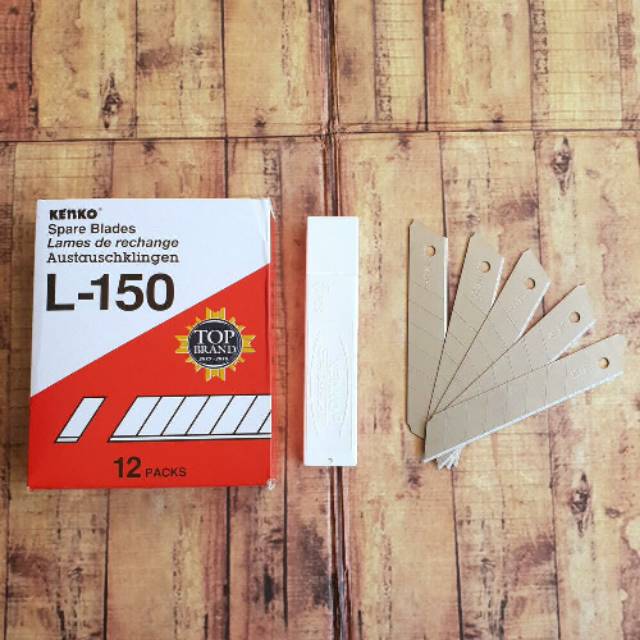 KENKO®
Spare Blades
Lames de rechange
Austauschklingen
L-150
TOP
BRAND
12 PACKS